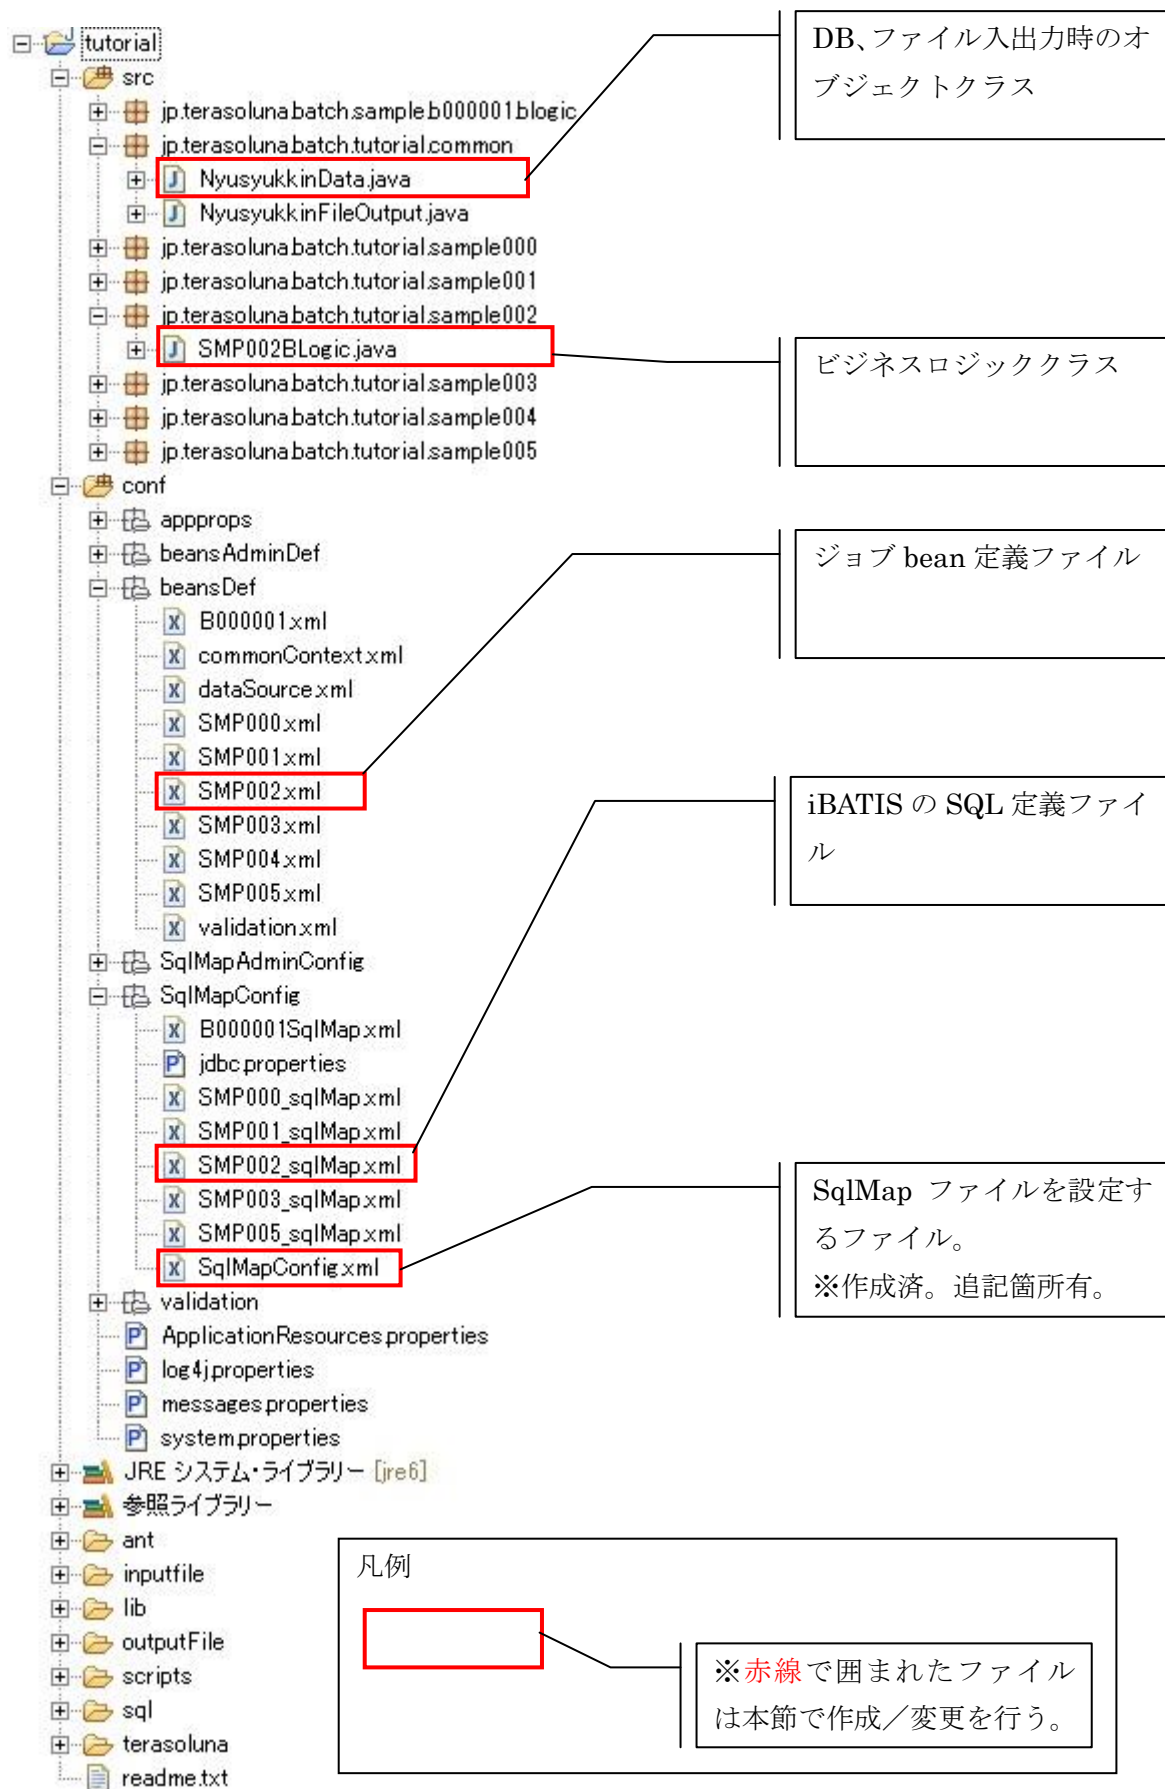 tutorial
src
jp.terasoluna.batch.sample.b000001.blogic
jp.terasoluna.batch.tutorial.common
NyusyukkinData.java
NyusyukkinFileOutput.java
jp.terasoluna.batch.tutorial.sample000
jp.terasoluna.batch.tutorial.sample001
jp.terasoluna.batch.tutorial.sample002
SMP002BLogic.java
jp.terasoluna.batch.tutorial.sample003
jp.terasoluna.batch.tutorial.sample004
jp.terasoluna.batch.tutorial.sample005
conf
appprops
beansAdminDef
beansDef
B000001.xml
commonContext.xml
dataSource.xml
SMP000.xml
SMP001.xml
SMP002.xml
SMP003.xml
SMP004.xml
SMP005.xml
validation.xml
SqlMapAdminConfig
SqlMapConfig
B000001SqlMap.xml
jdbc.properties
SMP000_sqlMap.xml
SMP001_sqlMap.xml
SMP002_sqlMap.xml
SMP003_sqlMap.xml
SMP005_sqlMap.xml
SqlMapConfig.xml
validation
ApplicationResources.properties
log4j.properties
messages.properties
system.properties
JRE システム・ライブラリー [jre6]
参照ライブラリー
ant
inputfile
lib
outputFile
scripts
sql
terasoluna
readme.txt
DB、ファイル入出力時のオ
ブジェクトクラス
ビジネスロジッククラス
ジョブ bean 定義ファイル
iBATIS の SQL 定義ファイ
ル
SqlMap ファイルを設定す
るファイル。
※作成済。追記箇所有。
凡例
※赤線で囲まれたファイル
は本節で作成／変更を行う。